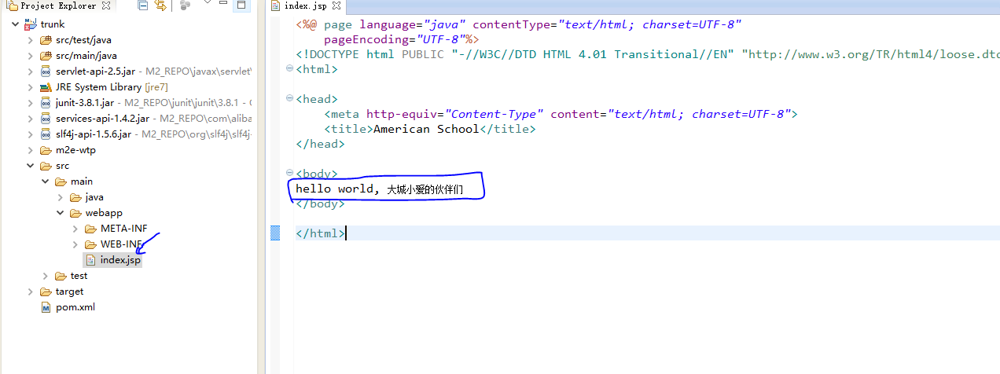 Project Explorer
trunk
src/test/java
src/main/java
servlet-api-2.5.jar - M2_REPO\javax\servlet\
JRE System Library [jre7]
junit-3.8.1.jar - M2_REPO\junit\junit\3.8.1 - C
services-api-1.4.2.jar - M2_REPO\com\aliba
slf4j-api-1.5.6.jar - M2_REPO\org\slf4j\slf4j-
m2e-wtp
src
main
java
webapp
META-INF
WEB-INF
index.jsp
test
target
pom.xml
index.jsp
<%@ page language="java" contentType="text/html; charset=UTF-8"
pageEncoding="UTF-8"%>
<!DOCTYPE html PUBLIC "-//W3C//DTD HTML 4.01 Transitional//EN" "http://www.w3.org/TR/html4/loose.dtd
<html>
<head>
<meta http-equiv="Content-Type" content="text/html; charset=UTF-8">
<title>American School</title>
</head>
<body>
hello world, 大城小爱的伙伴们
</body>
</html>